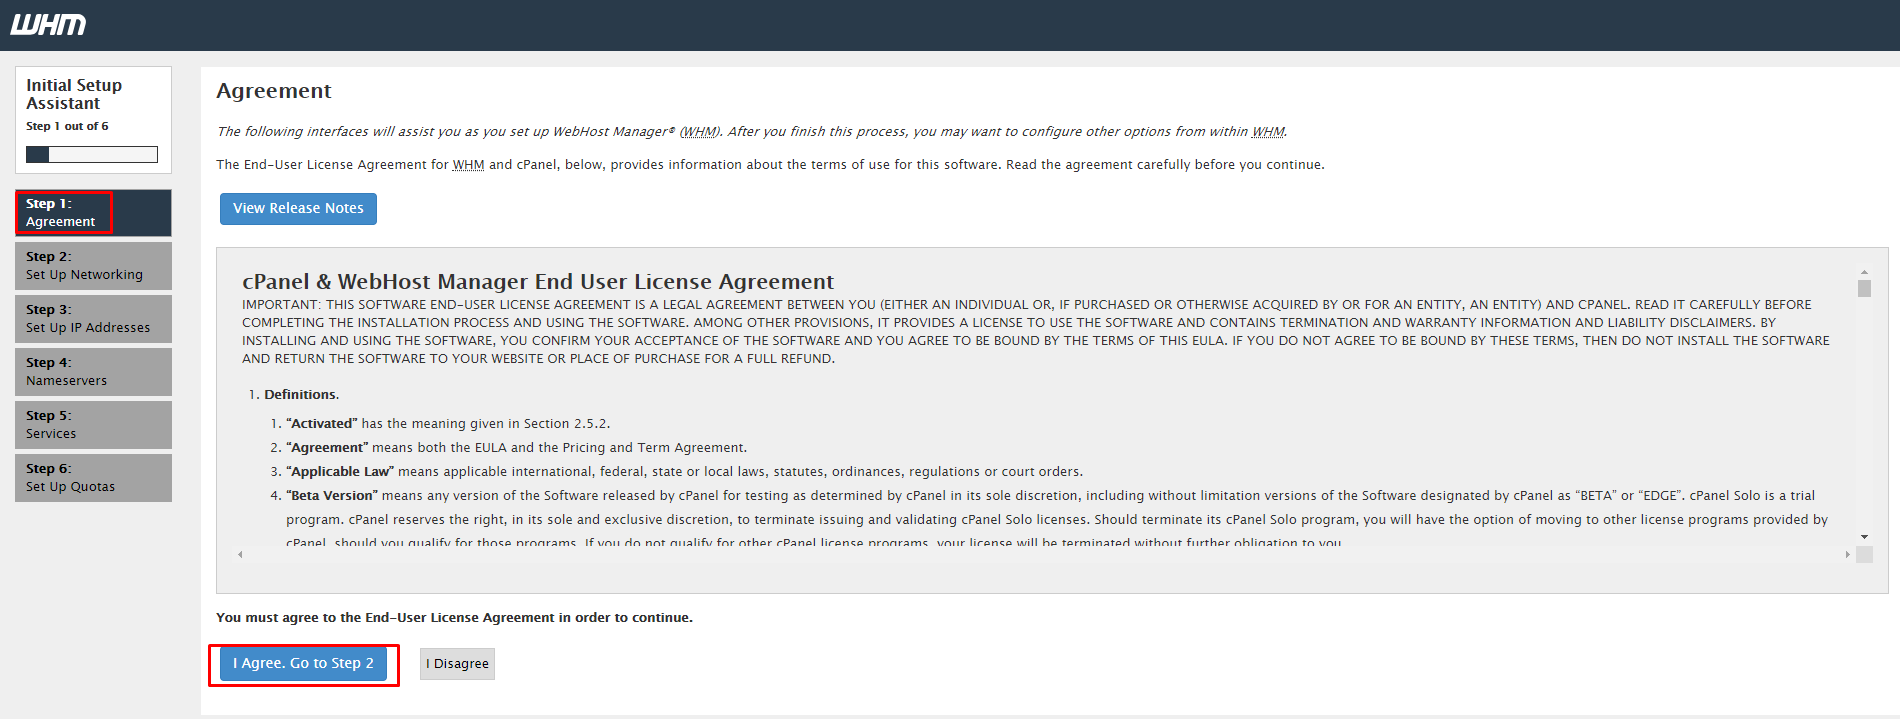 WHM
Initial Setup
Assistant
Step 1 out of 6
Step 1:
Agreement
Step 2:
Set Up Networking
Step 3:
Set Up IP Addresses
Step 4:
Nameservers
Step 5:
Services
Step 6:
Set Up Quotas
Agreement
The following interfaces will assist you as you set up WebHost Manager® (WHM). After you finish this process, you may want to configure other options from within WHM.
The End-User License Agreement for WHM and cPanel, below, provides information about the terms of use for this software. Read the agreement carefully before you continue.
View Release Notes
cPanel & WebHost Manager End User License Agreement
IMPORTANT: THIS SOFTWARE END-USER LICENSE AGREEMENT IS A LEGAL AGREEMENT BETWEEN YOU (EITHER AN INDIVIDUAL OR, IF PURCHASED OR OTHERWISE ACQUIRED BY OR FOR AN ENTITY, AN ENTITY) AND CPANEL. READ IT CAREFULLY BEFORE
COMPLETING THE INSTALLATION PROCESS AND USING THE SOFTWARE. AMONG OTHER PROVISIONS, IT PROVIDES A LICENSE TO USE THE SOFTWARE AND CONTAINS TERMINATION AND WARRANTY INFORMATION AND LIABILITY DISCLAIMERS. BY
INSTALLING AND USING THE SOFTWARE, YOU CONFIRM YOUR ACCEPTANCE OF THE SOFTWARE AND YOU AGREE TO BE BOUND BY THE TERMS OF THIS EULA. IF YOU DO NOT AGREE TO BE BOUND BY THESE TERMS, THEN DO NOT INSTALL THE SOFTWARE
AND RETURN THE SOFTWARE TO YOUR WEBSITE OR PLACE OF PURCHASE FOR A FULL REFUND.
1. Definitions.
1. “Activated” has the meaning given in Section 2.5.2.
2. “Agreement” means both the EULA and the Pricing and Term Agreement.
3. “Applicable Law” means applicable international, federal, state or local laws, statutes, ordinances, regulations or court orders.
4. “Beta Version” means any version of the Software released by cPanel for testing as determined by cPanel in its sole discretion, including without limitation versions of the Software designated by cPanel as “BETA” or “EDGE”. cPanel Solo is a trial
program. cPanel reserves the right, in its sole and exclusive discretion, to terminate issuing and validating cPanel Solo licenses. Should terminate its cPanel Solo program, you will have the option of moving to other license programs provided by
cPanel, should you qualify for those programs. If you do not qualify for other cPanel license programs, your license will be terminated without further obligation to you.
You must agree to the End-User License Agreement in order to continue.
I Agree. Go to Step 2
I Disagree